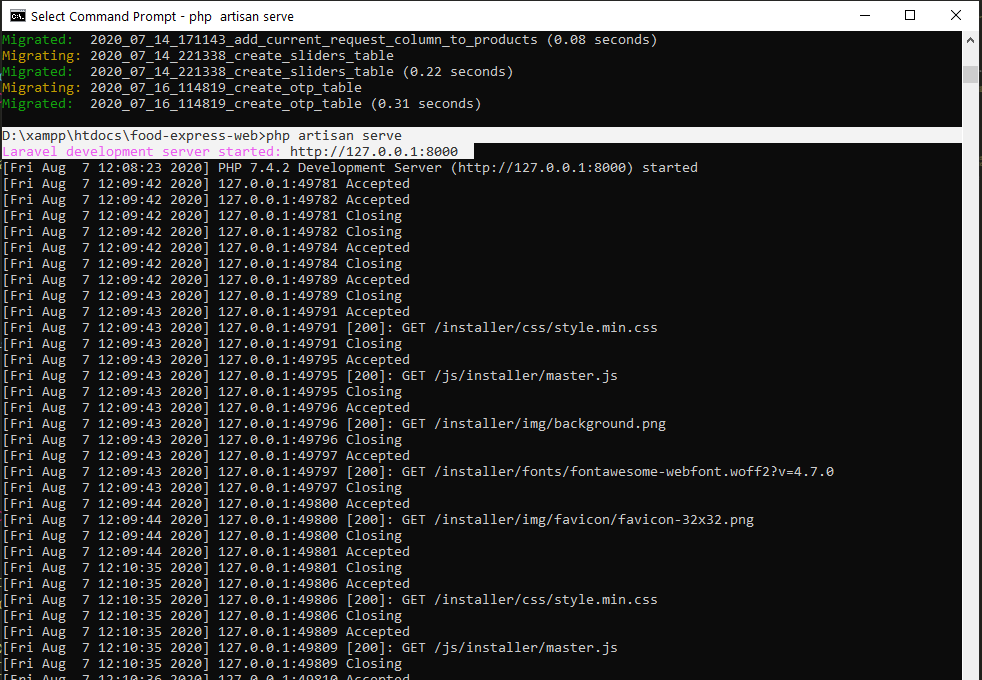 Select Command Prompt - php  artisan serve
Migrated:  2020_07_14_171143_add_current_request_column_to_products (0.08 seconds)
Migrating: 2020_07_14_221338_create_sliders_table
Migrated:  2020_07_14_221338_create_sliders_table (0.22 seconds)
Migrating: 2020_07_16_114819_create_otp_table
Migrated:  2020_07_16_114819_create_otp_table (0.31 seconds)
D:\xampp\htdocs\food-express-web>php artisan serve
Laravel development server started: http://127.0.0.1:8000
[Fri Aug  7 12:08:23 2020] PHP 7.4.2 Development Server (http://127.0.0.1:8000) started
[Fri Aug  7 12:09:42 2020] 127.0.0.1:49781 Accepted
[Fri Aug  7 12:09:42 2020] 127.0.0.1:49782 Accepted
[Fri Aug  7 12:09:42 2020] 127.0.0.1:49781 Closing
[Fri Aug  7 12:09:42 2020] 127.0.0.1:49782 Closing
[Fri Aug  7 12:09:42 2020] 127.0.0.1:49784 Accepted
[Fri Aug  7 12:09:42 2020] 127.0.0.1:49784 Closing
[Fri Aug  7 12:09:42 2020] 127.0.0.1:49789 Accepted
[Fri Aug  7 12:09:43 2020] 127.0.0.1:49789 Closing
[Fri Aug  7 12:09:43 2020] 127.0.0.1:49791 Accepted
[Fri Aug  7 12:09:43 2020] 127.0.0.1:49791 [200]: GET /installer/css/style.min.css
[Fri Aug  7 12:09:43 2020] 127.0.0.1:49791 Closing
[Fri Aug  7 12:09:43 2020] 127.0.0.1:49795 Accepted
[Fri Aug  7 12:09:43 2020] 127.0.0.1:49795 [200]: GET /js/installer/master.js
[Fri Aug  7 12:09:43 2020] 127.0.0.1:49795 Closing
[Fri Aug  7 12:09:43 2020] 127.0.0.1:49796 Accepted
[Fri Aug  7 12:09:43 2020] 127.0.0.1:49796 [200]: GET /installer/img/background.png
[Fri Aug  7 12:09:43 2020] 127.0.0.1:49796 Closing
[Fri Aug  7 12:09:43 2020] 127.0.0.1:49797 Accepted
[Fri Aug  7 12:09:43 2020] 127.0.0.1:49797 [200]: GET /installer/fonts/fontawesome-webfont.woff2?v=4.7.0
[Fri Aug  7 12:09:43 2020] 127.0.0.1:49797 Closing
[Fri Aug  7 12:09:44 2020] 127.0.0.1:49800 Accepted
[Fri Aug  7 12:09:44 2020] 127.0.0.1:49800 [200]: GET /installer/img/favicon/favicon-32x32.png
[Fri Aug  7 12:09:44 2020] 127.0.0.1:49800 Closing
[Fri Aug  7 12:09:44 2020] 127.0.0.1:49801 Accepted
[Fri Aug  7 12:10:35 2020] 127.0.0.1:49801 Closing
[Fri Aug  7 12:10:35 2020] 127.0.0.1:49806 Accepted
[Fri Aug  7 12:10:35 2020] 127.0.0.1:49806 [200]: GET /installer/css/style.min.css
[Fri Aug  7 12:10:35 2020] 127.0.0.1:49806 Closing
[Fri Aug  7 12:10:35 2020] 127.0.0.1:49809 Accepted
[Fri Aug  7 12:10:35 2020] 127.0.0.1:49809 [200]: GET /js/installer/master.js
[Fri Aug  7 12:10:35 2020] 127.0.0.1:49809 Closing
[Fri Aug  7 12:10:36 2020] 127.0.0.1:49810 Accepted